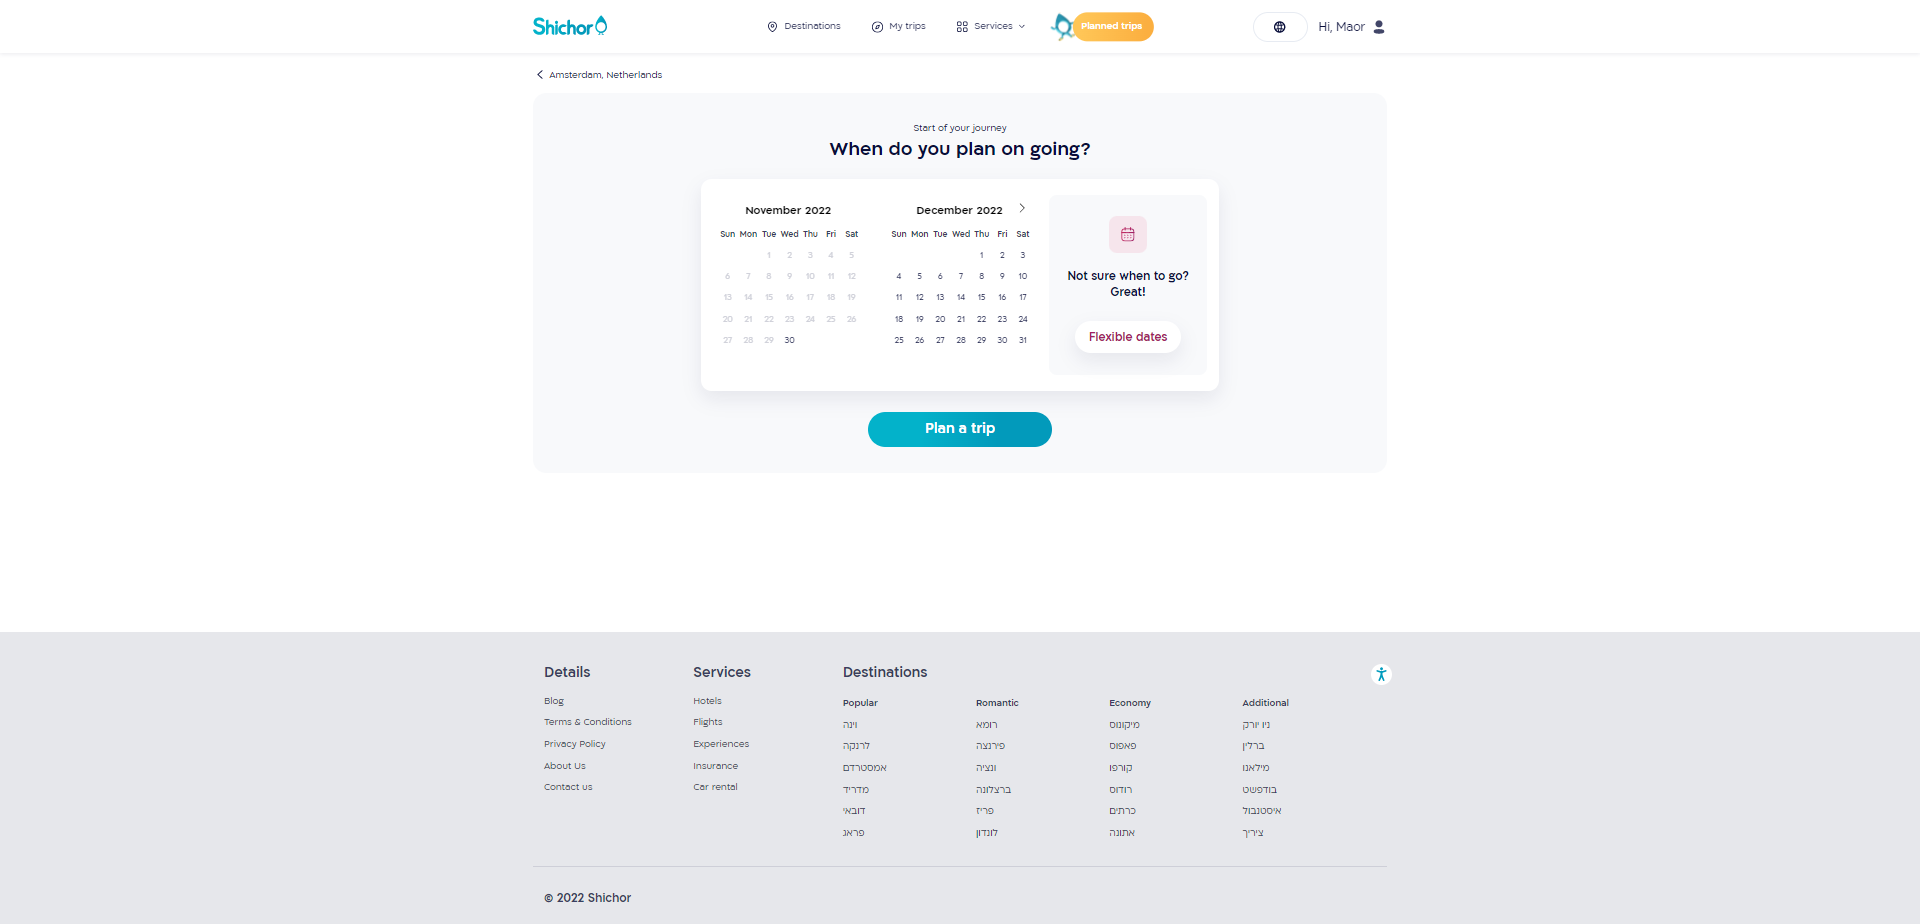 Shichor
Destinations
My trips
Services
Planned trips
Hi, Maor
Amsterdam, Netherlands
Start of your journey
When do you plan on going?
November 2022
Sun Mon Tue Wed Thu Fri Sat
1 2 3 4 5
6 7 8 9 10 11 12
13 14 15 16 17 18 19
20 21 22 23 24 25 26
27 28 29 30
December 2022
Sun Mon Tue Wed Thu Fri Sat
1 2 3
4 5 6 7 8 9 10
11 12 13 14 15 16 17
18 19 20 21 22 23 24
25 26 27 28 29 30 31
Not sure when to go?
Great!
Flexible dates
Plan a trip
Details
Blog
Terms & Conditions
Privacy Policy
About Us
Contact us
Services
Hotels
Flights
Experiences
Insurance
Car rental
Destinations
Popular
וינה
לרנקה
אמסטרדם
מדריד
דובאי
פראג
Romantic
רומא
פירנצה
ונציה
ברצלונה
פריז
לונדון
Economy
מיקונוס
פאפוס
קורפו
רודוס
כרתים
אתונה
Additional
ניו יורק
ברלין
מילאנו
בודפשט
איסטנבול
ציריך
© 2022 Shichor